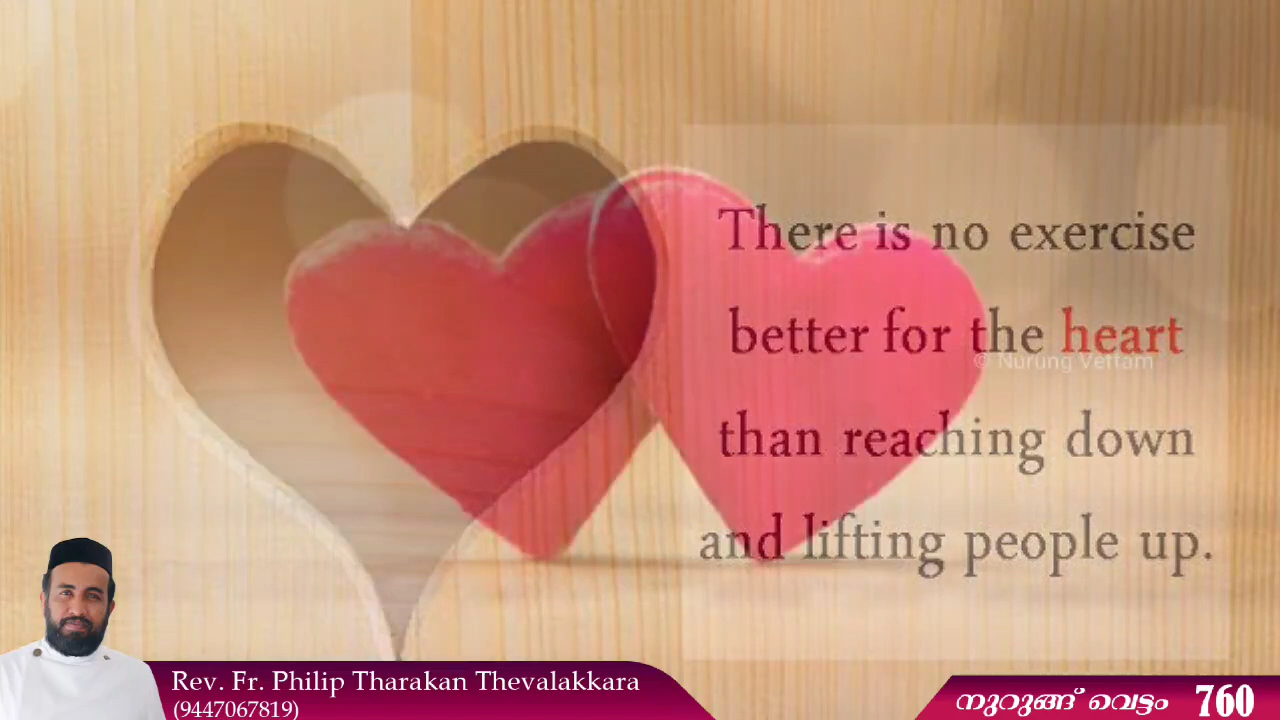 There is no exercise
better for the heart
© Nurung Vettam
than reaching down
and lifting people up.
Rev. Fr. Philip Tharakan Thevalakkara
(9447067819)
നുറുങ്ങ് വെട്ടം 760